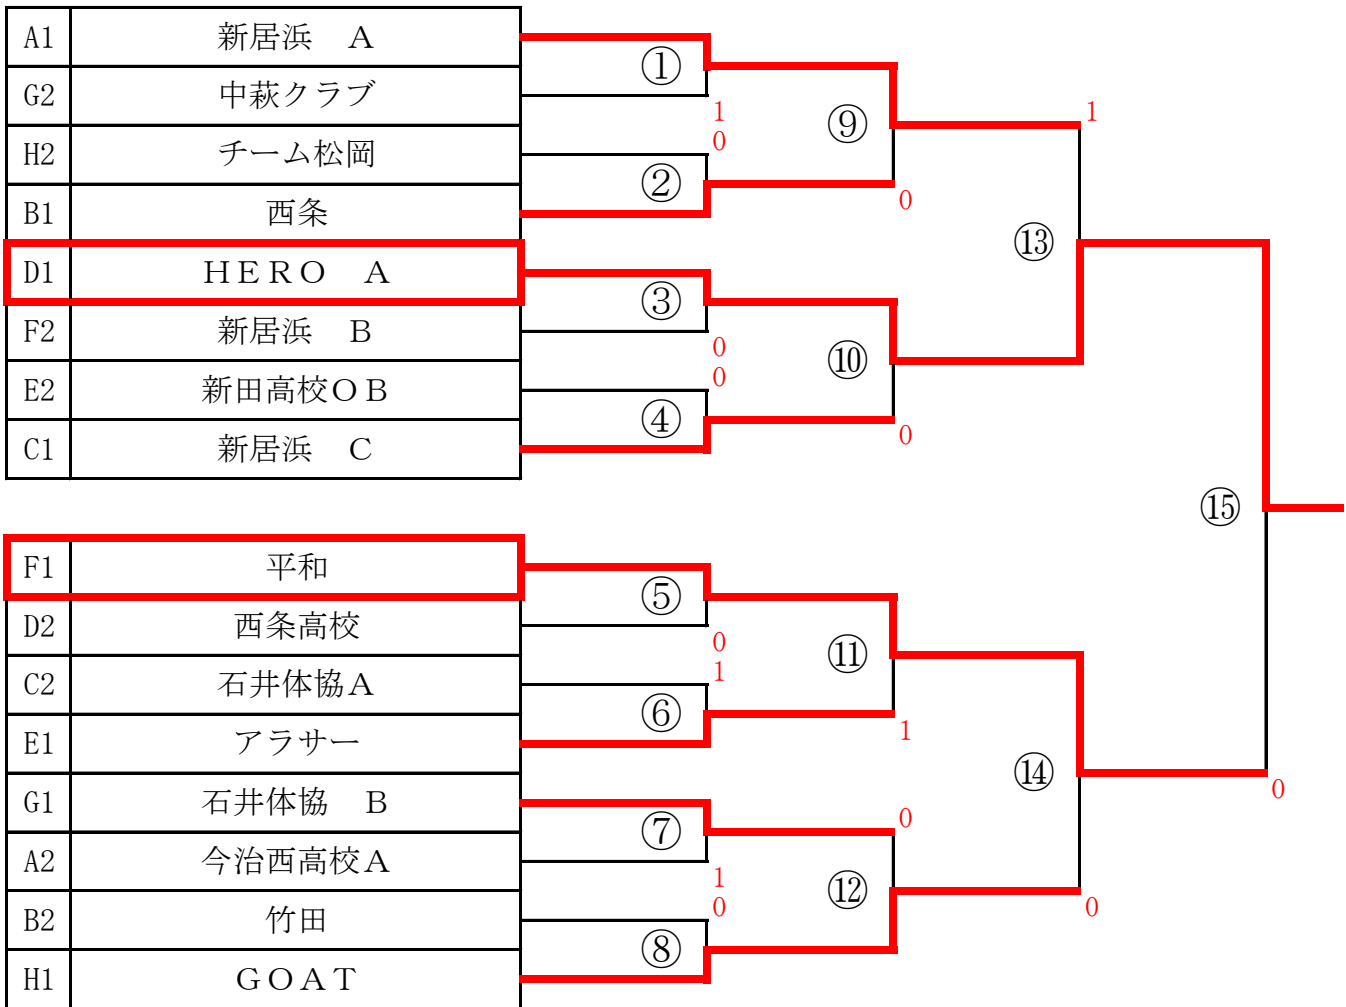 A1 新居浜　A ①
G2 中萩クラブ 1
H2 チーム松岡 0 ②
B1 西条
⑨ 1
0
D1 HERO　A ③
F2 新居浜　B 0
E2 新田高校OB 0 ④
C1 新居浜　C
⑩ 0
⑬
⑮
F1 平和 ⑤
D2 西条高校 0
C2 石井体協A 1 ⑥
E1 アラサー
⑪ 1
G1 石井体協　B ⑦ 0
A2 今治西高校A 1
B2 竹田 0 ⑧
H1 GOAT
⑫
⑭ 0
0